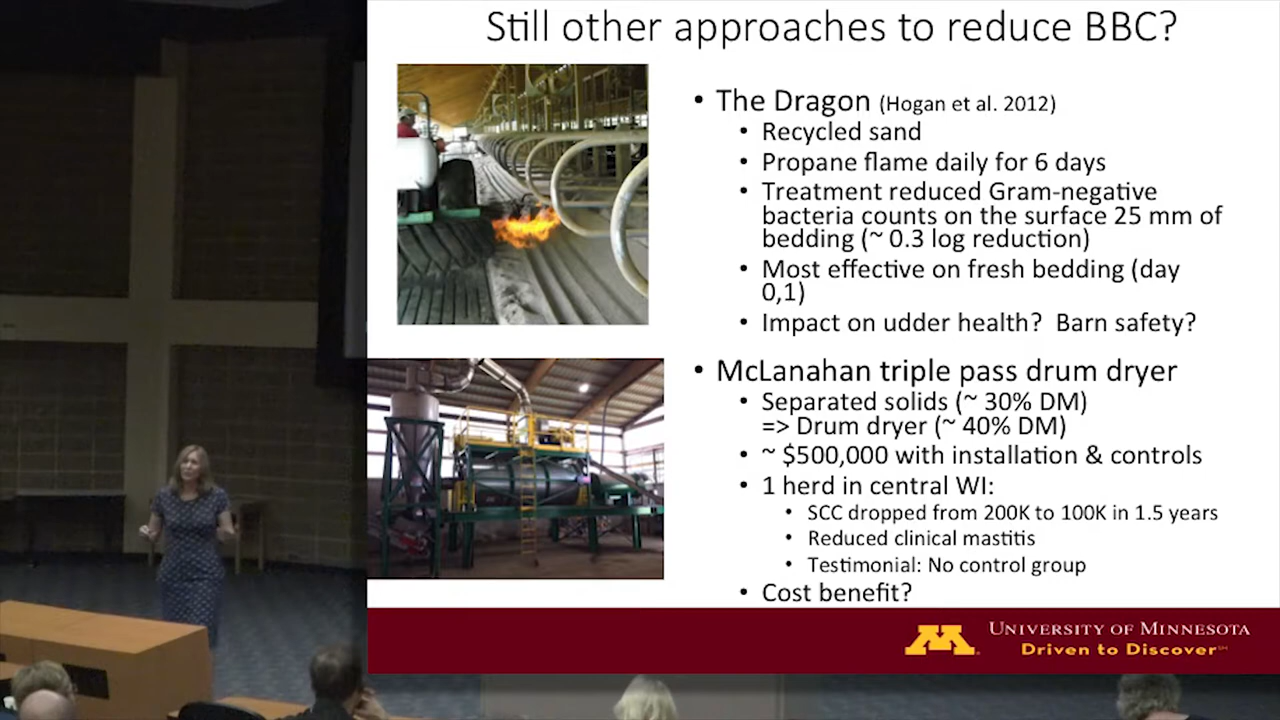 Still other approaches to reduce BBC?
• The Dragon (Hogan et al. 2012)
• Recycled sand
• Propane flame daily for 6 days
• Treatment reduced Gram-negative
bacteria counts on the surface 25 mm of
bedding (~ 0.3 log reduction)
• Most effective on fresh bedding (day
0,1)
• Impact on udder health? Barn safety?
• McLanahan triple pass drum dryer
• Separated solids (~ 30% DM)
=> Drum dryer (~ 40% DM)
• ~ $500,000 with installation & controls
• 1 herd in central WI:
• SCC dropped from 200K to 100K in 1.5 years
• Reduced clinical mastitis
• Testimonial: No control group
• Cost benefit?
M
UNIVERSITY OF MINNESOTA
Driven to Discover℠